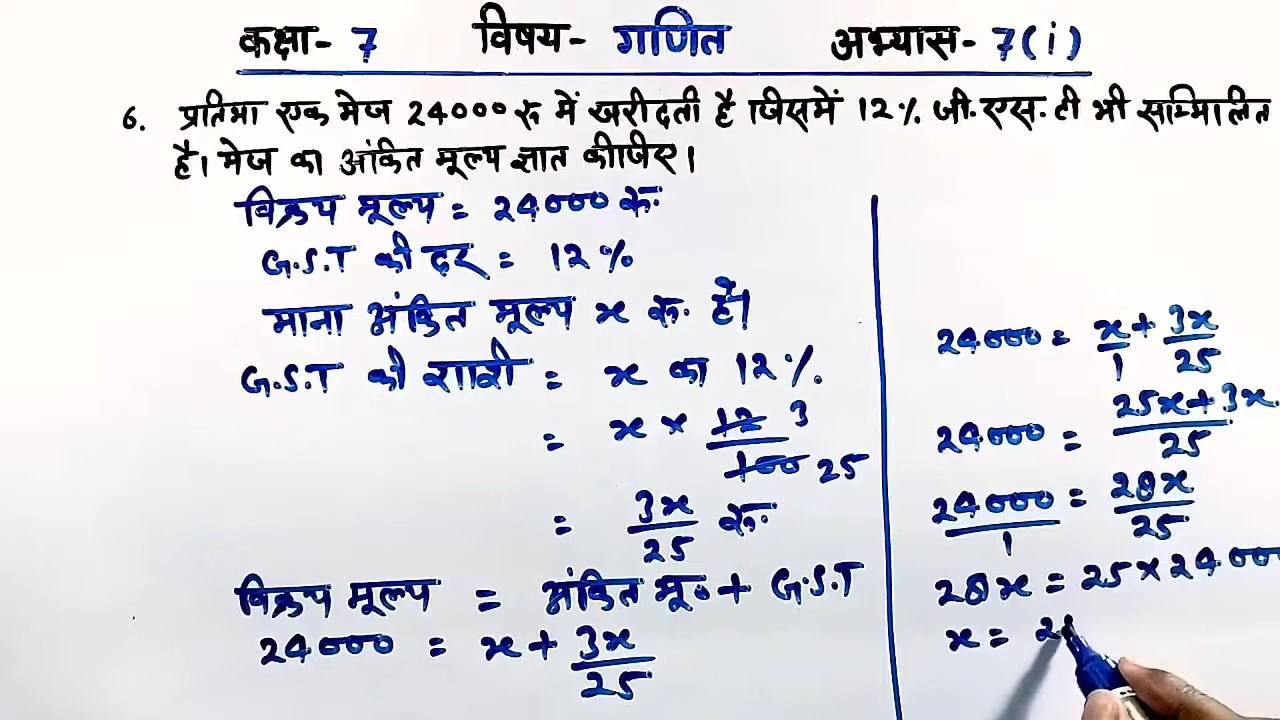 कक्षा- 7 विषय- गणित अभ्यास- 7(i)
6. प्रतिमा एक मेज 24000 रु में खरीदती है जिसमें 12% जी.एस.टी भी सम्मिलित
है। मेज का अंकित मूल्य ज्ञात कीजिए।
विक्रय मूल्य = 24000 रु.
G.S.T की दर = 12%
माना अंकित मूल्य x रु. है।
G.S.T की राशी = x का 12%
= x × 12/100 3/25
= 3x/25 रु.
विक्रय मूल्य = अंकित मू० + G.S.T
24000 = x + 3x/25
24000 = x/1 + 3x/25
24000 = 25x+3x/25
24000/1 = 28x/25
28x = 25×24000
x =